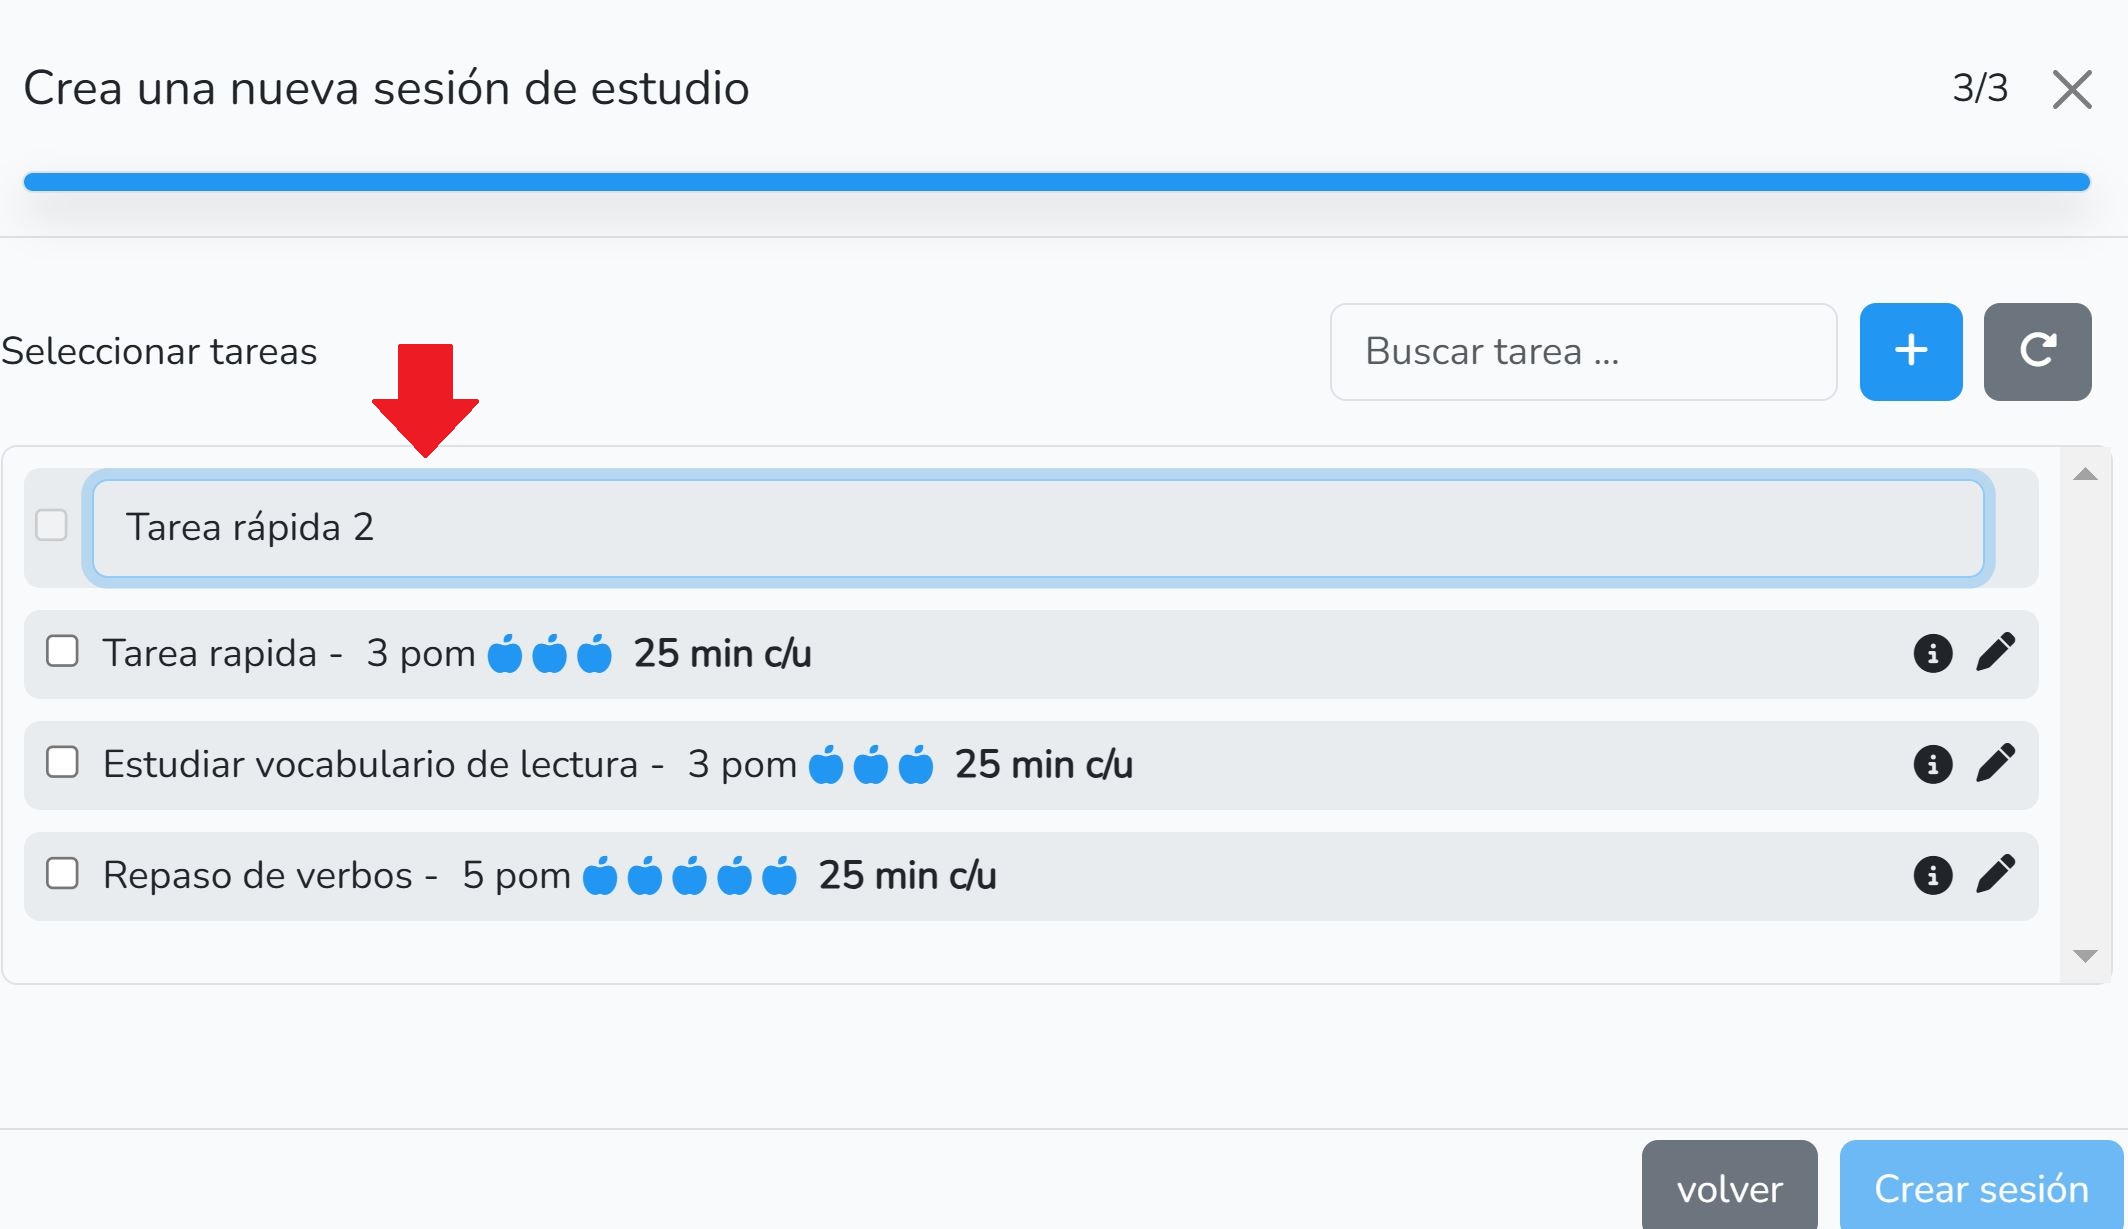 Crea una nueva sesión de estudio 3/3
Seleccionar tareas Buscar tarea ...
Tarea rápida 2
Tarea rapida - 3 pom 25 min c/u
Estudiar vocabulario de lectura - 3 pom 25 min c/u
Repaso de verbos - 5 pom 25 min c/u
volver Crear sesión